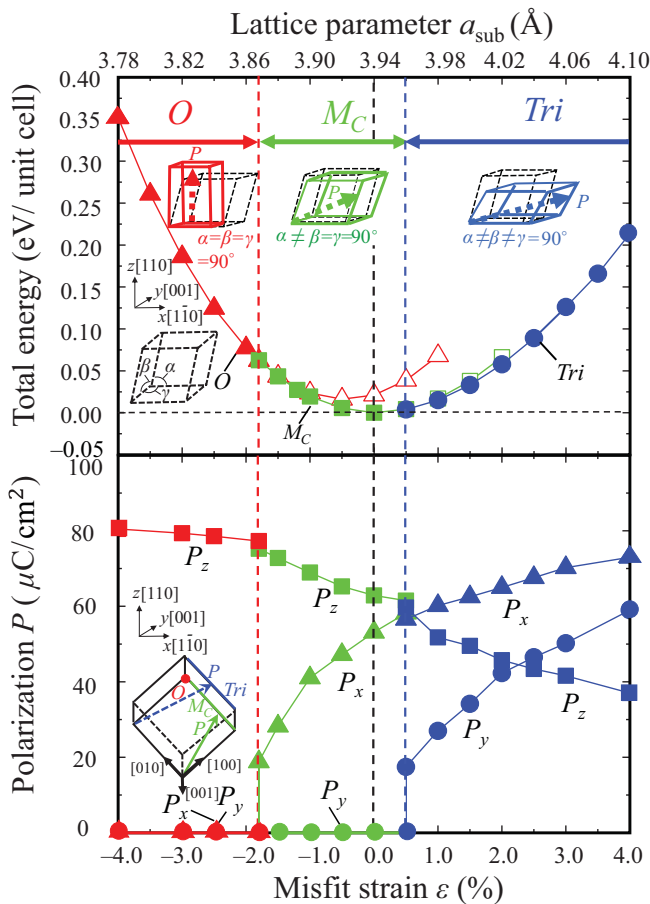 Lattice parameter a_sub (Å)
3.78 3.82 3.86 3.90 3.94 3.98 4.02 4.06 4.10
Total energy (eV/ unit cell)
0.40
0.35
0.30
0.25
0.20
0.15
0.10
0.05
0.00
−0.05
O
M_C
Tri
P
P
P
α=β=γ
=90°
α≠β=γ=90°
α≠β≠γ=90°
z[110]
y[001]
x[11̄0]
β α
γ
O
M_C
Tri
Polarization P ( μC/cm²)
100
80
60
40
20
0
P_z
P_z
P_x
P_x
P_y
P_z
z[110]
y[001]
x[11̄0]
P
O
Tri
M_C
P
[010]
[100]
[001]
P_x
P_y
P_y
−4.0 −3.0 −2.0 −1.0 0.0 1.0 2.0 3.0 4.0
Misfit strain ε (%)